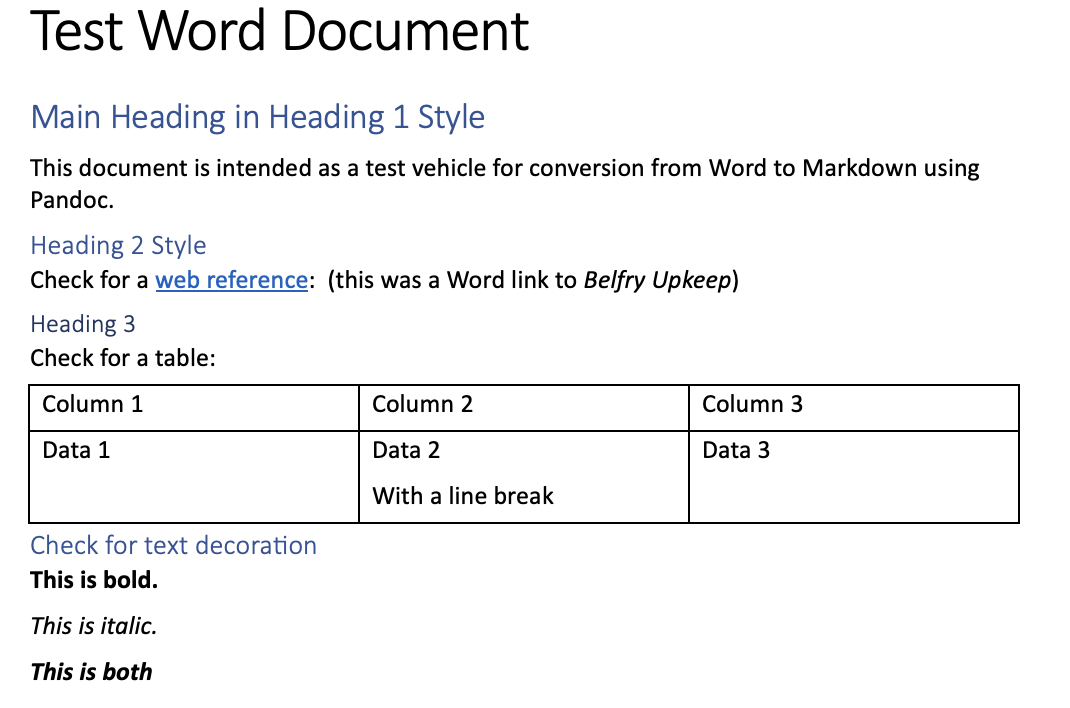 Test Word Document
Main Heading in Heading 1 Style
This document is intended as a test vehicle for conversion from Word to Markdown using
Pandoc.
Heading 2 Style
Check for a web reference:  (this was a Word link to Belfry Upkeep)
Heading 3
Check for a table:
Column 1 Column 2 Column 3
Data 1 Data 2 Data 3
With a line break
Check for text decoration
This is bold.
This is italic.
This is both